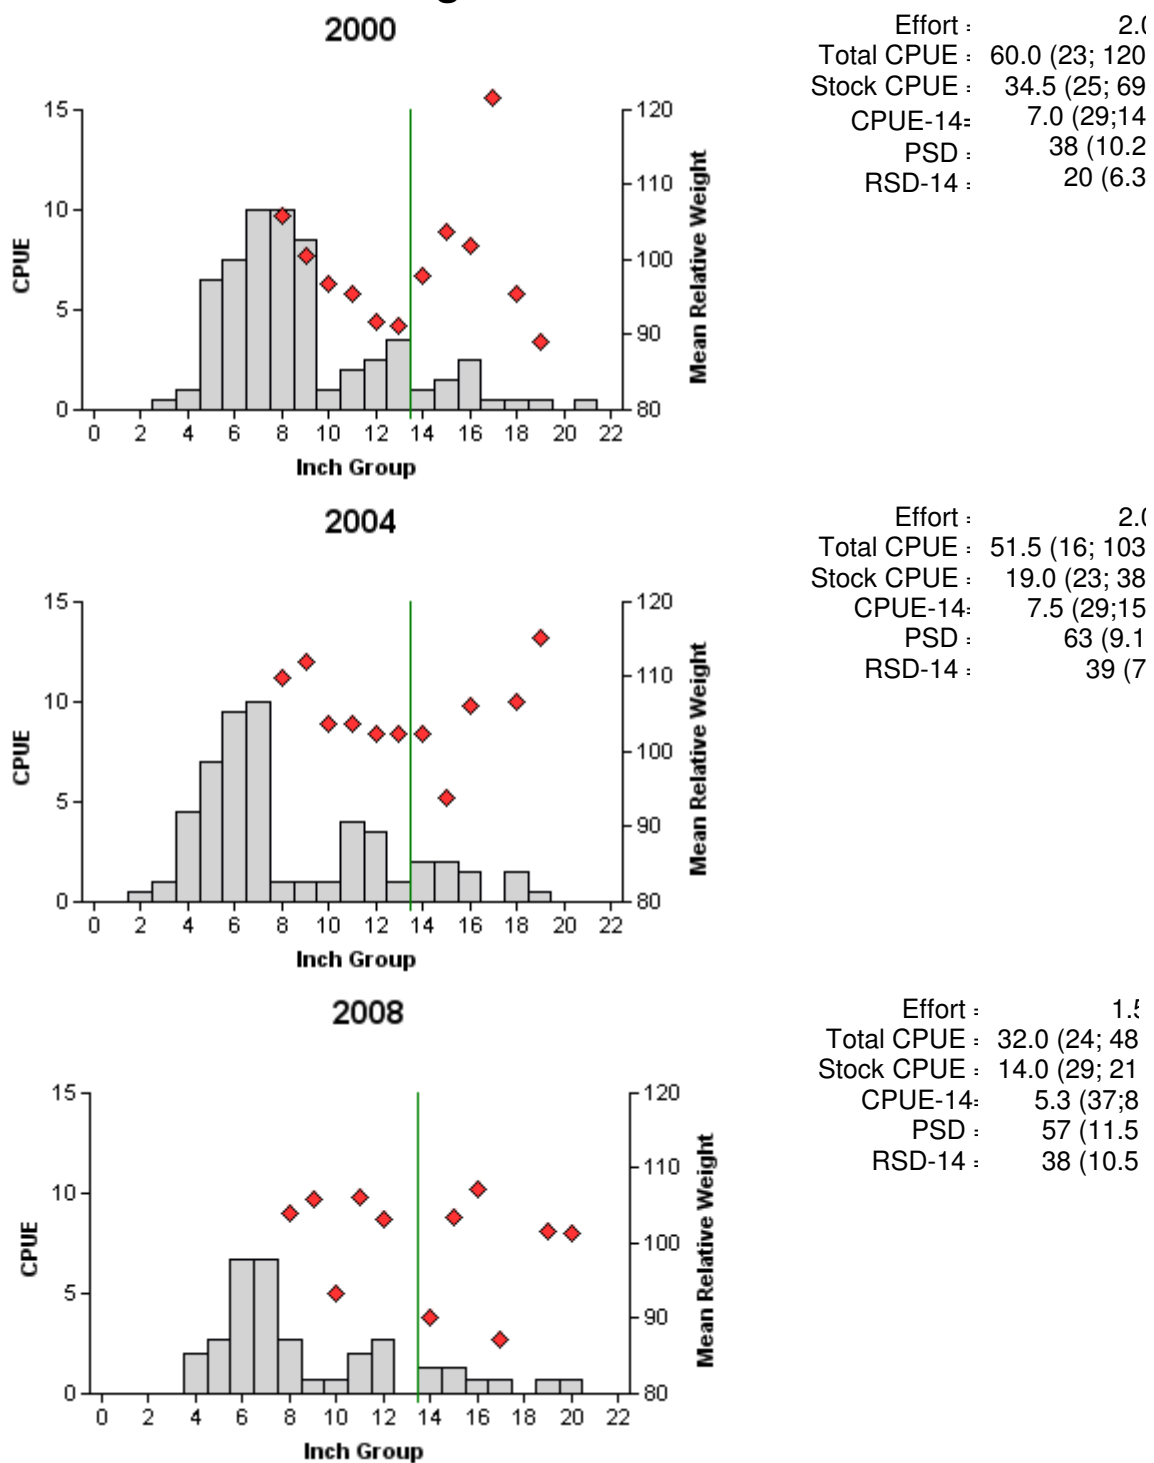 2000
Effort = 2.0
Total CPUE = 60.0 (23; 120
Stock CPUE = 34.5 (25; 69
CPUE-14= 7.0 (29;14
PSD = 38 (10.2
RSD-14 = 20 (6.3
15 120
110
10 100
5 90
0 80
CPUE
Mean Relative Weight
0 2 4 6 8 10 12 14 16 18 20 22
Inch Group
2004
Effort = 2.0
Total CPUE = 51.5 (16; 103
Stock CPUE = 19.0 (23; 38
CPUE-14= 7.5 (29;15
PSD = 63 (9.1
RSD-14 = 39 (7
15 120
110
10 100
5 90
0 80
CPUE
Mean Relative Weight
0 2 4 6 8 10 12 14 16 18 20 22
Inch Group
2008
Effort = 1.5
Total CPUE = 32.0 (24; 48
Stock CPUE = 14.0 (29; 21
CPUE-14= 5.3 (37;8
PSD = 57 (11.5
RSD-14 = 38 (10.5
15 120
110
10 100
5 90
0 80
CPUE
Mean Relative Weight
0 2 4 6 8 10 12 14 16 18 20 22
Inch Group